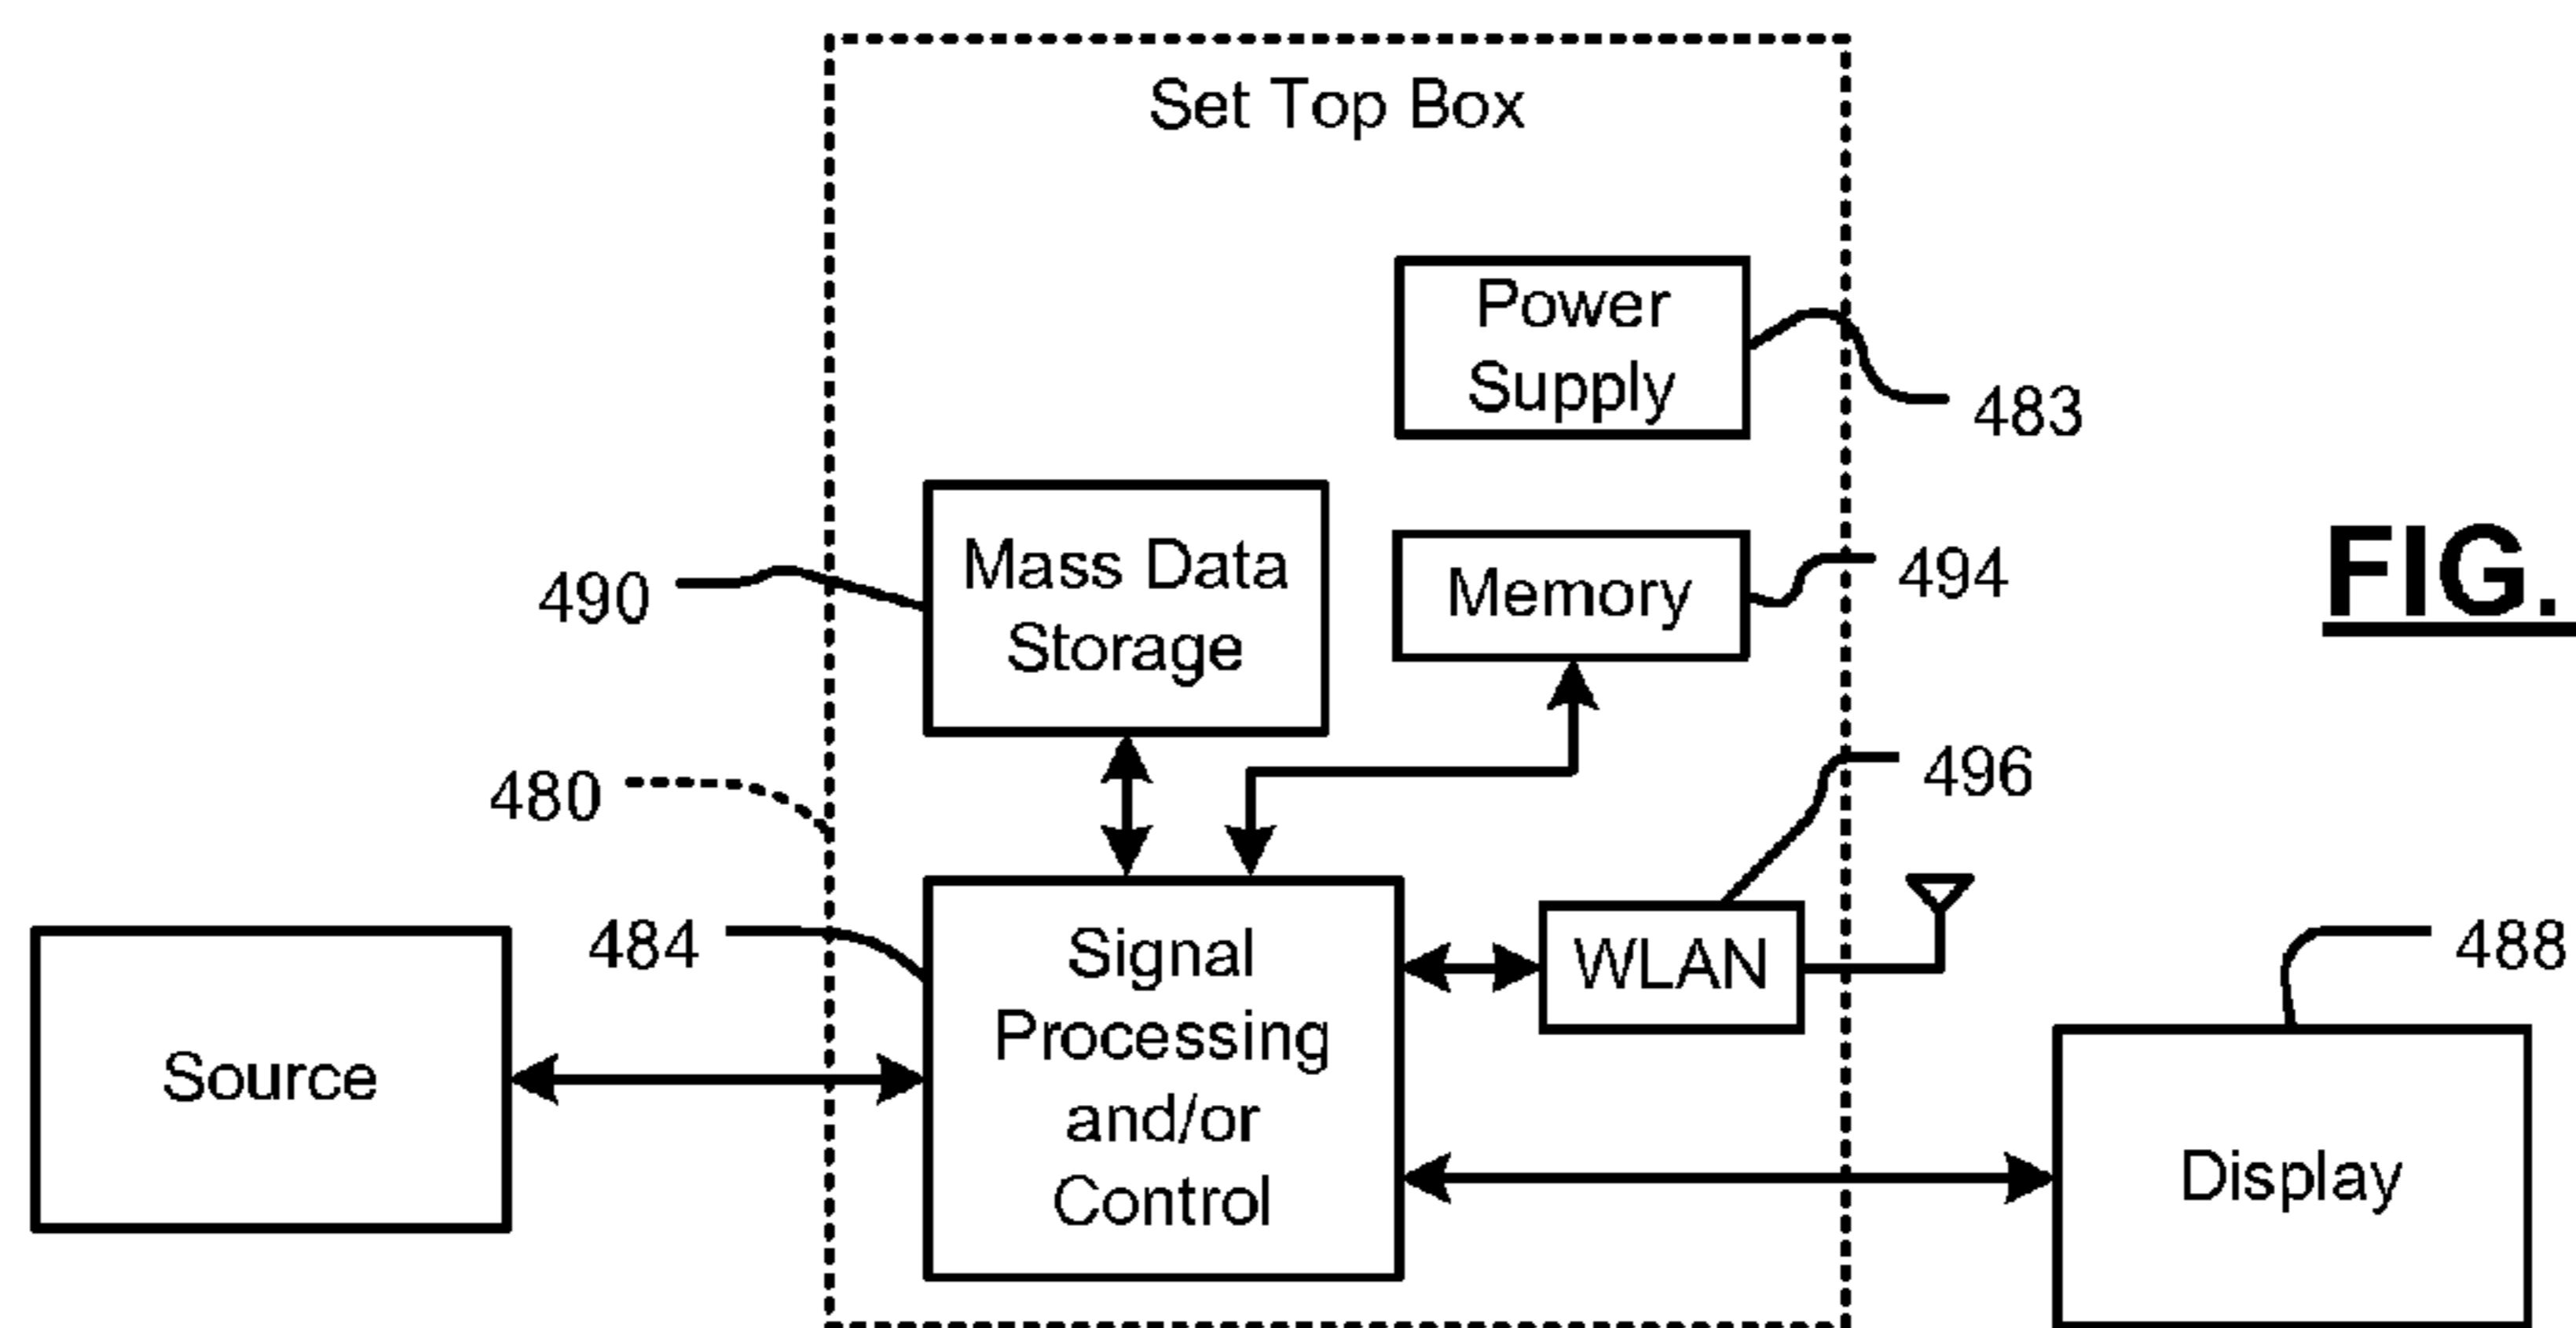 Set Top Box
Power
Supply
483
Mass Data
Storage
490
Memory
494
FIG.
480
496
484
Signal
Processing
and/or
Control
WLAN
488
Source
Display